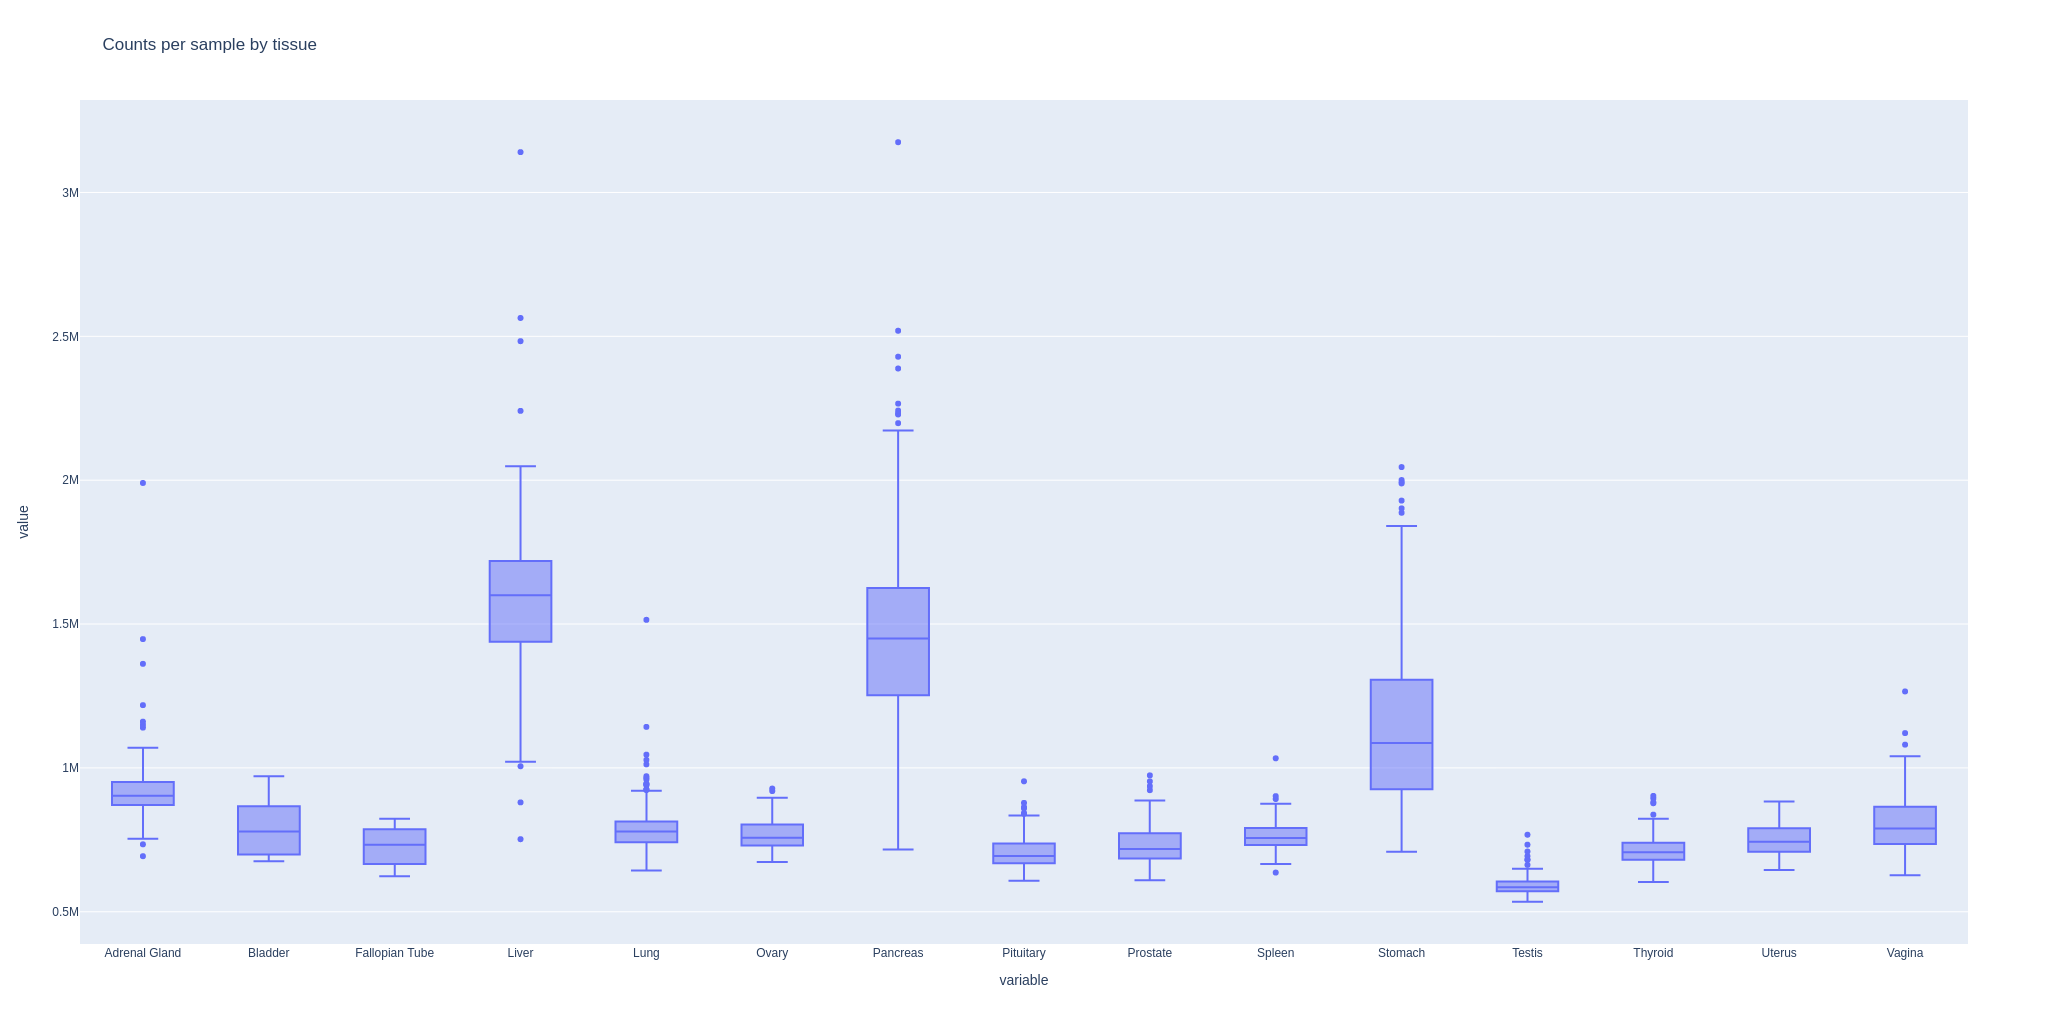 Counts per sample by tissue
3M
2.5M
2M
1.5M
1M
0.5M
value
Adrenal Gland
Bladder
Fallopian Tube
Liver
Lung
Ovary
Pancreas
Pituitary
Prostate
Spleen
Stomach
Testis
Thyroid
Uterus
Vagina
variable